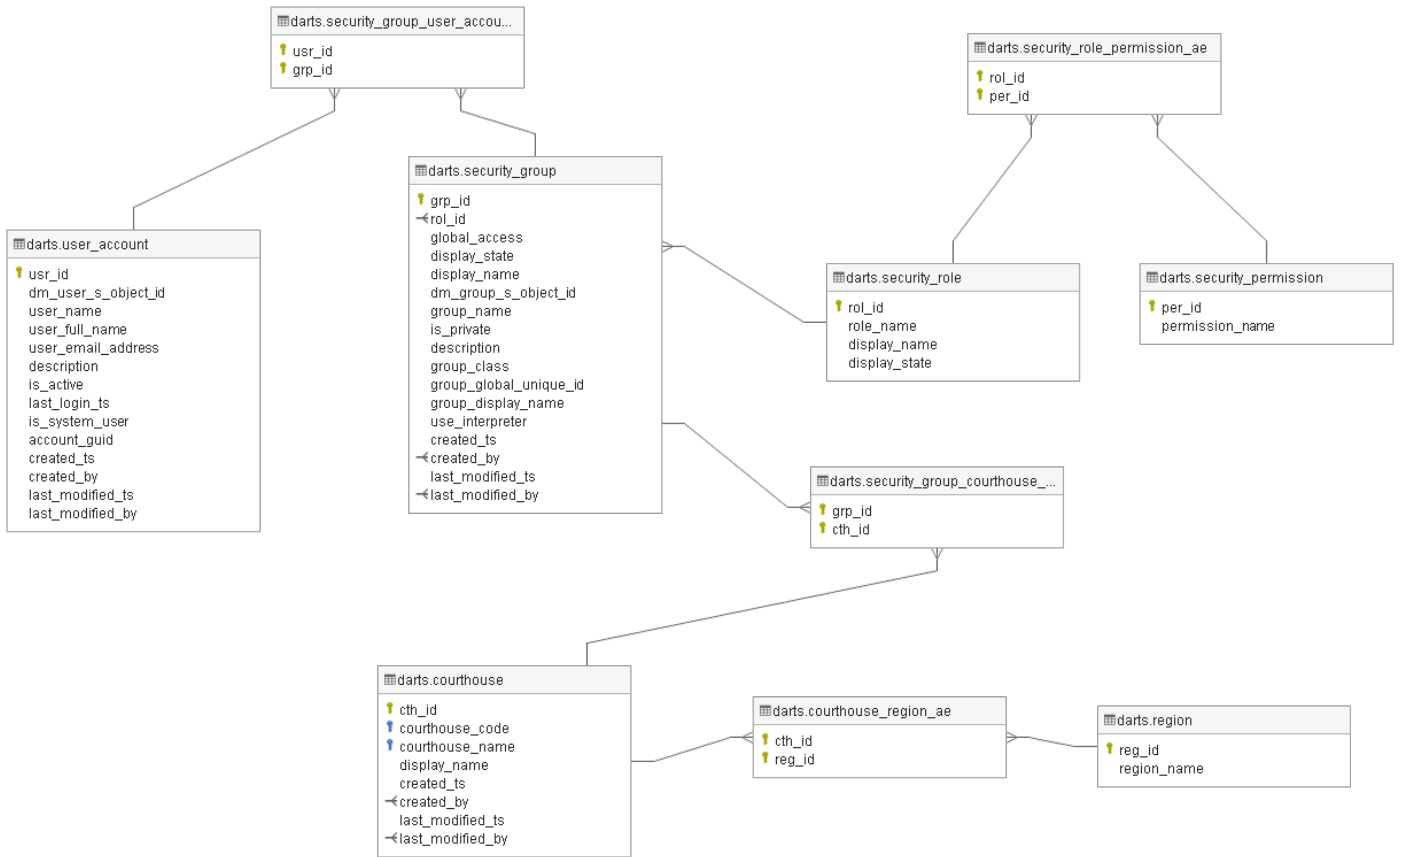 darts.security_group_user_accou...
usr_id
grp_id
darts.security_role_permission_ae
rol_id
per_id
darts.security_group
grp_id
rol_id
global_access
display_state
display_name
dm_group_s_object_id
group_name
is_private
description
group_class
group_global_unique_id
group_display_name
use_interpreter
created_ts
created_by
last_modified_ts
last_modified_by
darts.user_account
usr_id
dm_user_s_object_id
user_name
user_full_name
user_email_address
description
is_active
last_login_ts
is_system_user
account_guid
created_ts
created_by
last_modified_ts
last_modified_by
darts.security_role
rol_id
role_name
display_name
display_state
darts.security_permission
per_id
permission_name
darts.security_group_courthouse_...
grp_id
cth_id
darts.courthouse
cth_id
courthouse_code
courthouse_name
display_name
created_ts
created_by
last_modified_ts
last_modified_by
darts.courthouse_region_ae
cth_id
reg_id
darts.region
reg_id
region_name